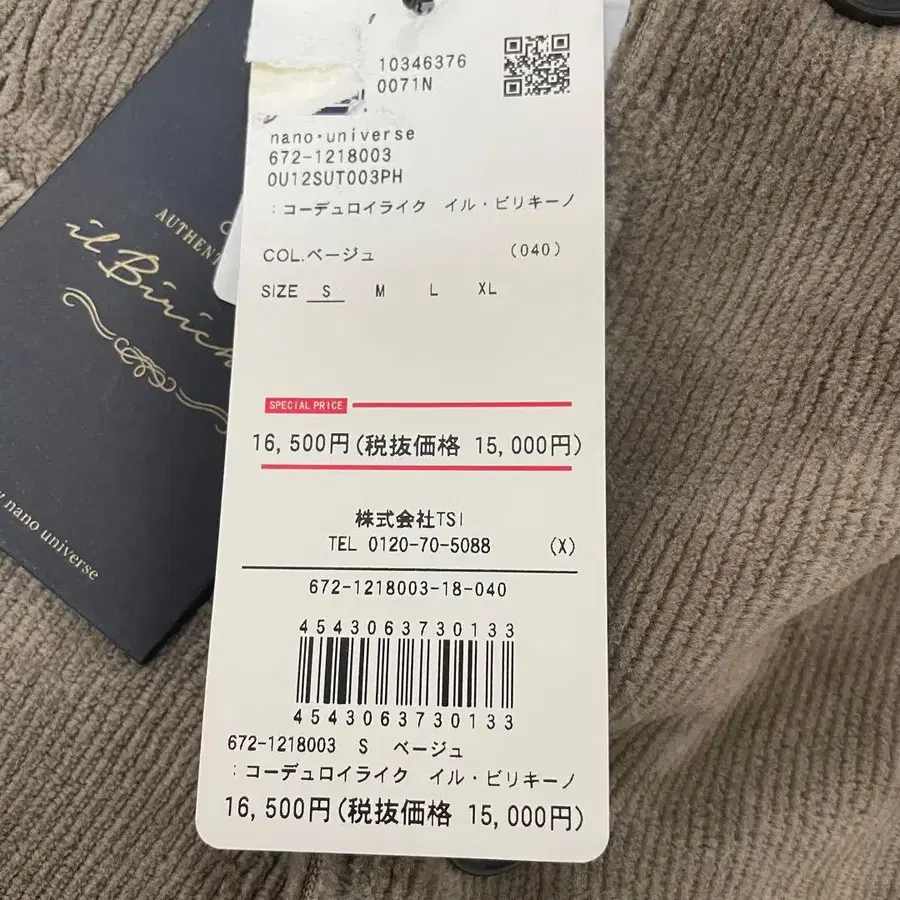 10346376
0071N
nano・universe
672-1218003
0U12SUT003PH
:コーデュロイライク イル・ビリキーノ
COL.ベージュ (040)
SIZE S M L XL
SPECIAL PRICE
16,500円(税抜価格 15,000円)
株式会社TSI
TEL 0120-70-5088 (X)
672-1218003-18-040
4543063730133
4543063730133
672-1218003 S ベージュ
:コーデュロイライク イル・ビリキーノ
16,500円(税抜価格 15,000円)
AUTHENT
il Birich
nano universe